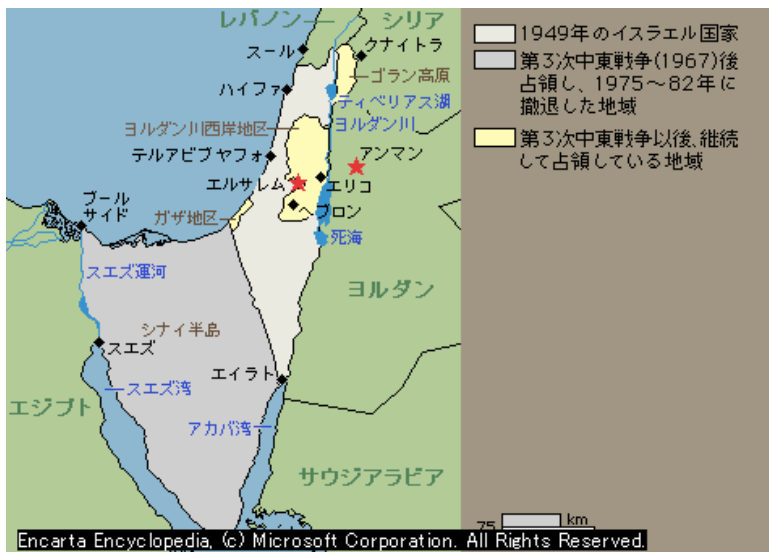 レバノン
シリア
スール
クナイトラ
ゴラン高原
ハイファ
ティベリアス湖
ヨルダン川西岸地区
ヨルダン川
テルアビブヤフォ
アンマン
エルサレム
エリコ
ブロン
ガザ地区
死海
プール
サイド
スエズ運河
ヨルダン
シナイ半島
スエズ
エイラト
スエズ湾
エジプト
アカバ湾
サウジアラビア
1949年のイスラエル国家
第3次中東戦争(1967)後
占領し、1975～82年に
撤退した地域
第3次中東戦争以後、継続
して占領している地域
75 km
Encarta Encyclopedia, (c) Microsoft Corporation. All Rights Reserved.